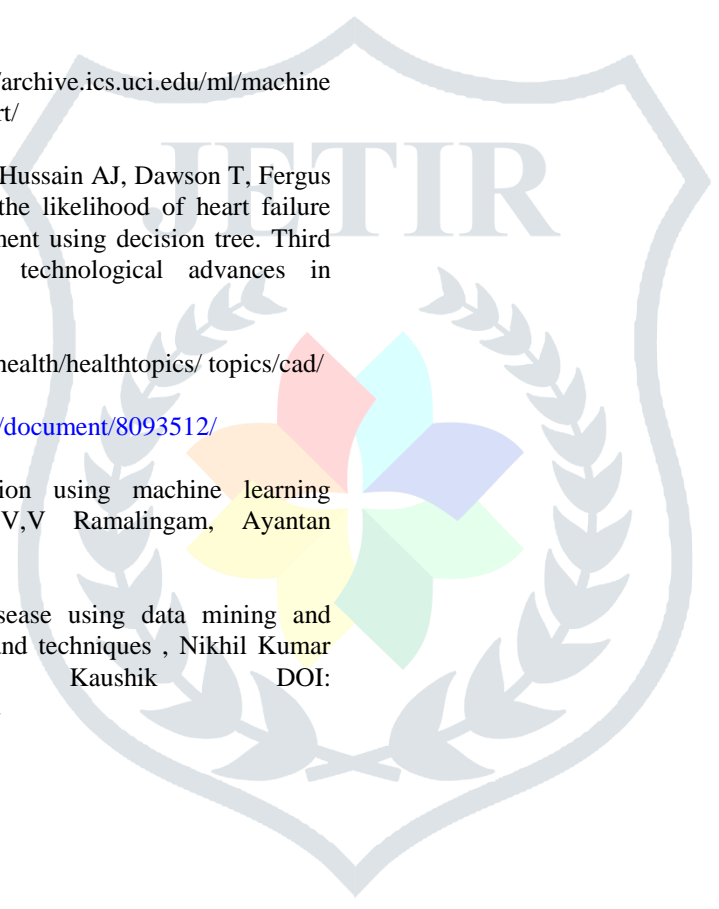 /archive.ics.uci.edu/ml/machine
rt/
Hussain AJ, Dawson T, Fergus
the likelihood of heart failure
ment using decision tree. Third
technological advances in
health/healthtopics/ topics/cad/
/document/8093512/
ion using machine learning
V,V Ramalingam, Ayantan
sease using data mining and
and techniques , Nikhil Kumar
Kaushik DOI:
JETIR